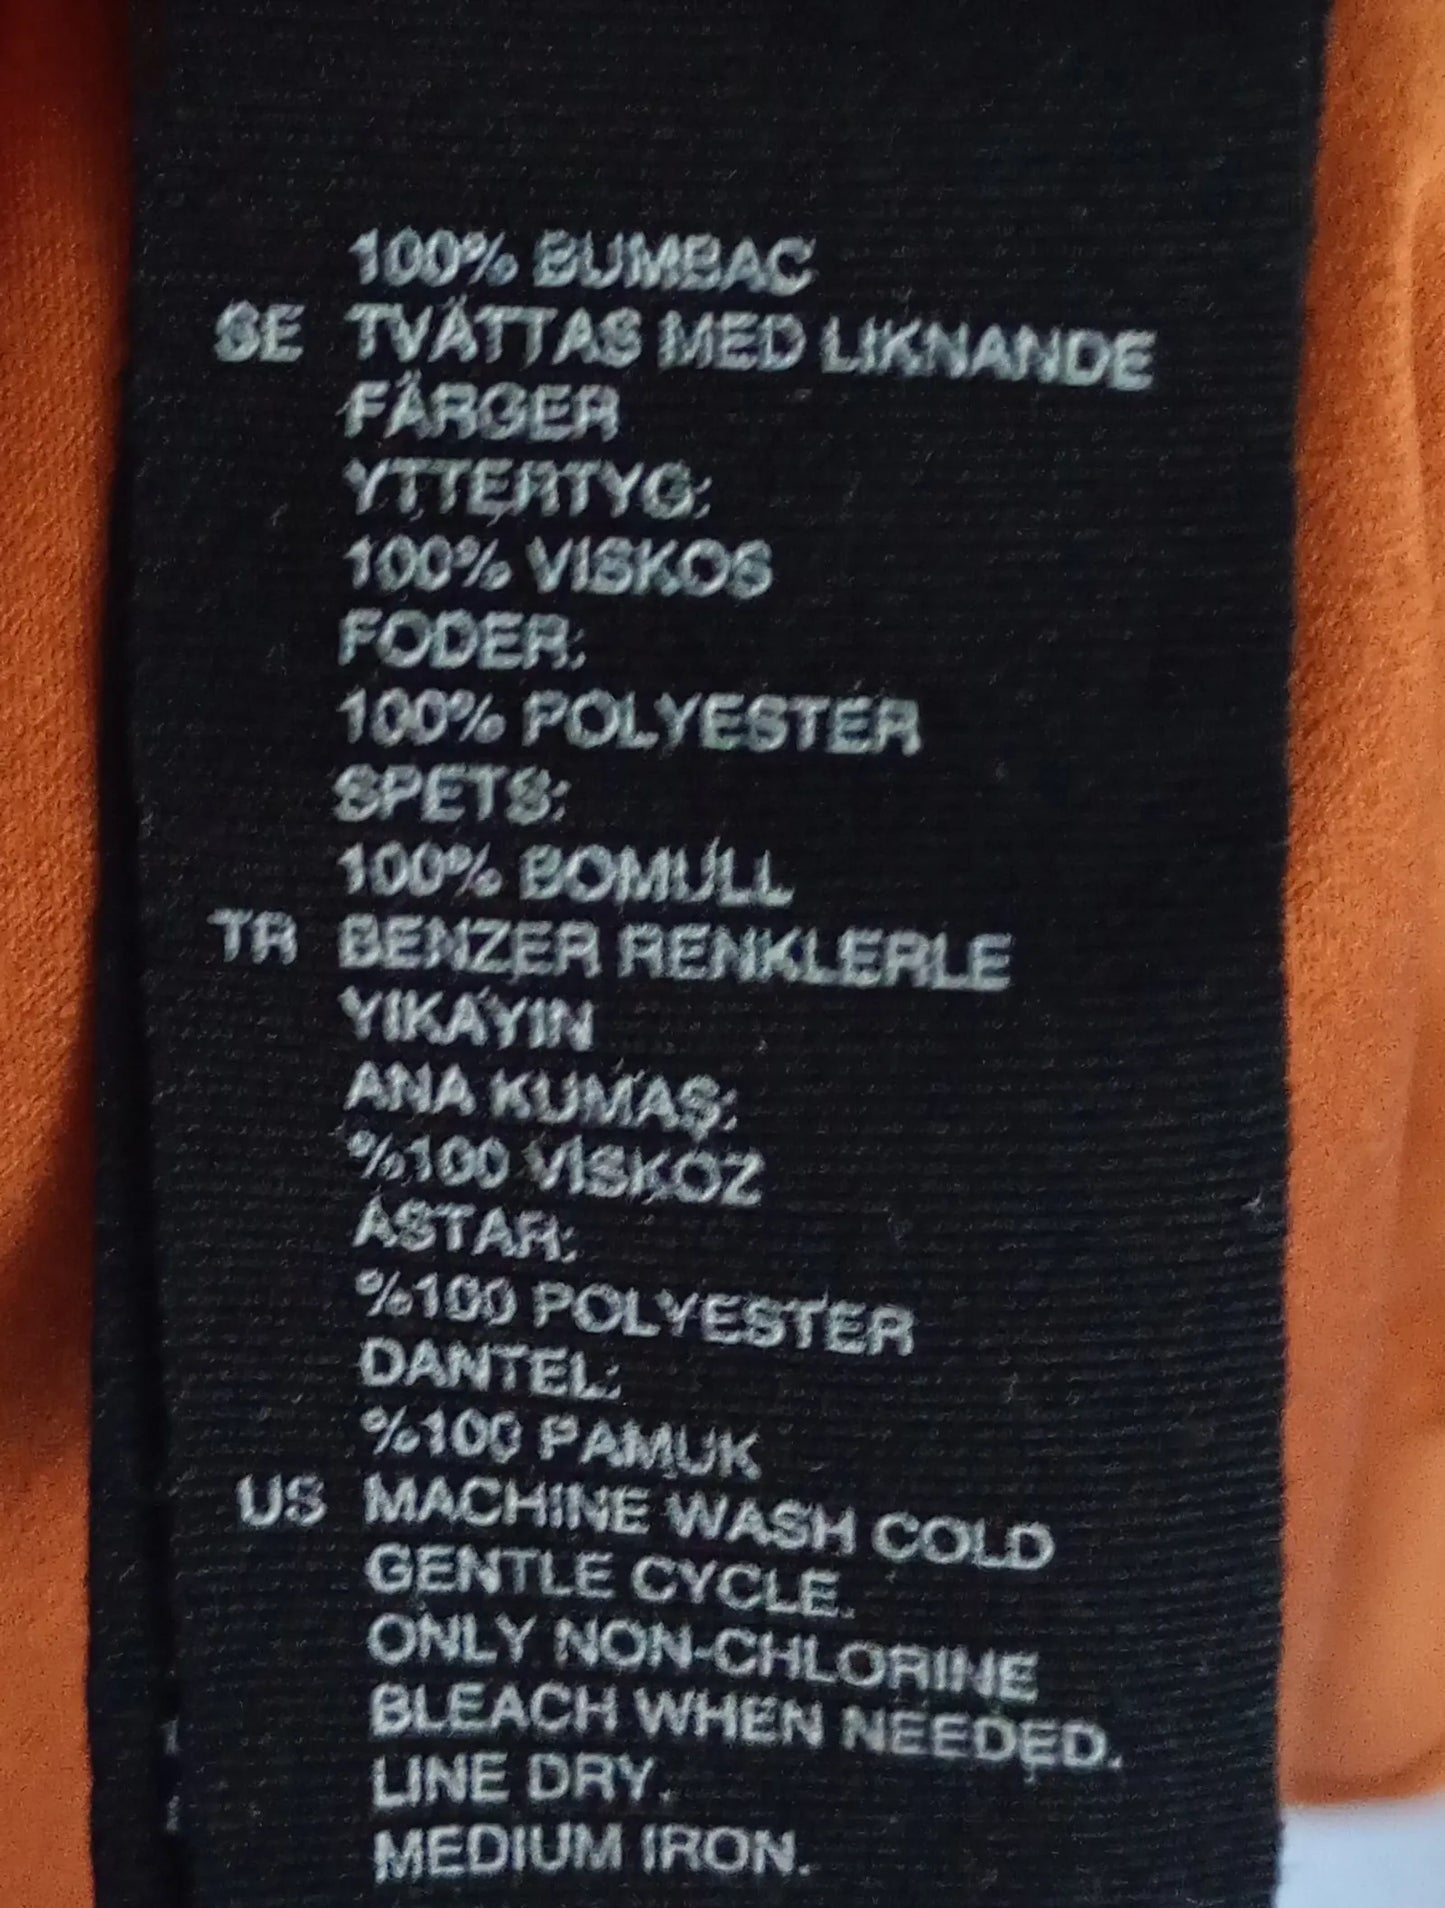 100% BUMBAC
SE TVÄTTAS MED LIKNANDE
FÄRGER
YTTERTYG:
100% VISKOS
FODER:
100% POLYESTER
SPETS:
100% BOMULL
TR BENZER RENKLERLE
YIKAYIN
ANA KUMAŞ:
%100 VİSKOZ
ASTAR:
%100 POLYESTER
DANTEL:
%100 PAMUK
US MACHINE WASH COLD
GENTLE CYCLE.
ONLY NON-CHLORINE
BLEACH WHEN NEEDED.
LINE DRY.
MEDIUM IRON.